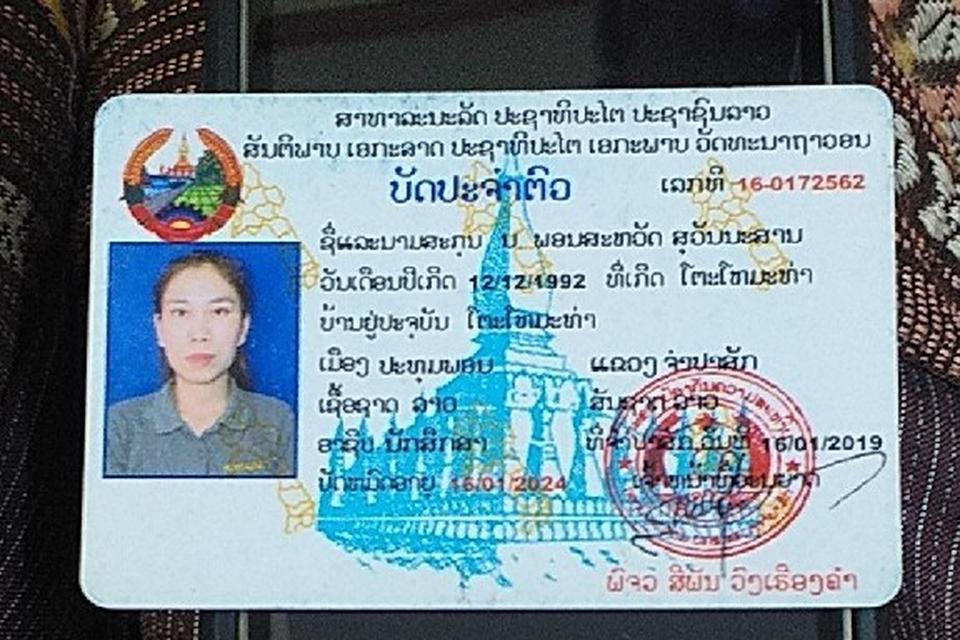 ສາທາລະນະລັດ ປະຊາທິປະໄຕ ປະຊາຊົນລາວ
ສັນຕິພາບ ເອກະລາດ ປະຊາທິປະໄຕ ເອກະພາບ ວັດທະນາຖາວອນ
ບັດປະຈໍາຕົວ
ເລກທີ 16-0172562
ຊື່ແລະນາມສະກຸນ ນ ພອນສະຫວັດ ສຸວັນນະສານ
ວັນເດືອນປີເກີດ 12/12/1992 ທີ່ເກີດ ໂຕະໂຫມະທ່າ
ບ້ານຢູ່ປະຈຸບັນ ໂຕະໂຫມະທ່າ
ເມືອງ ປະທຸມພອນ ແຂວງ ຈໍາປາສັກ
ເຊື້ອຊາດ ລາວ ສັນຊາດ ລາວ
ອາຊີບ ນັກສຶກສາ ທີ່ຈໍາປາສັກ ວັນທີ 16/01/2019
ບັດຫມົດອາຍຸ 16/01/2024
ພົຈວ ສີພັນ ວົງເຮືອງຄໍາ